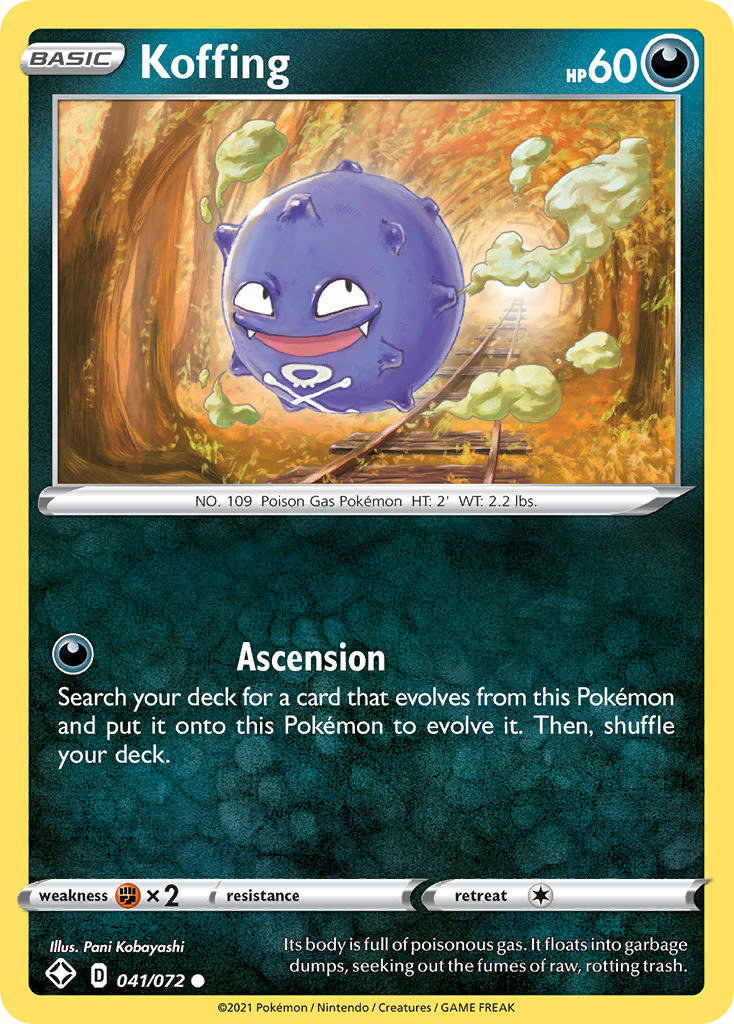 BASIC Koffing HP60
NO. 109 Poison Gas Pokémon HT: 2' WT: 2.2 lbs.
Ascension
Search your deck for a card that evolves from this Pokémon
and put it onto this Pokémon to evolve it. Then, shuffle
your deck.
weakness ×2 resistance retreat
Illus. Pani Kobayashi
D 041/072
Its body is full of poisonous gas. It floats into garbage
dumps, seeking out the fumes of raw, rotting trash.
©2021 Pokémon / Nintendo / Creatures / GAME FREAK